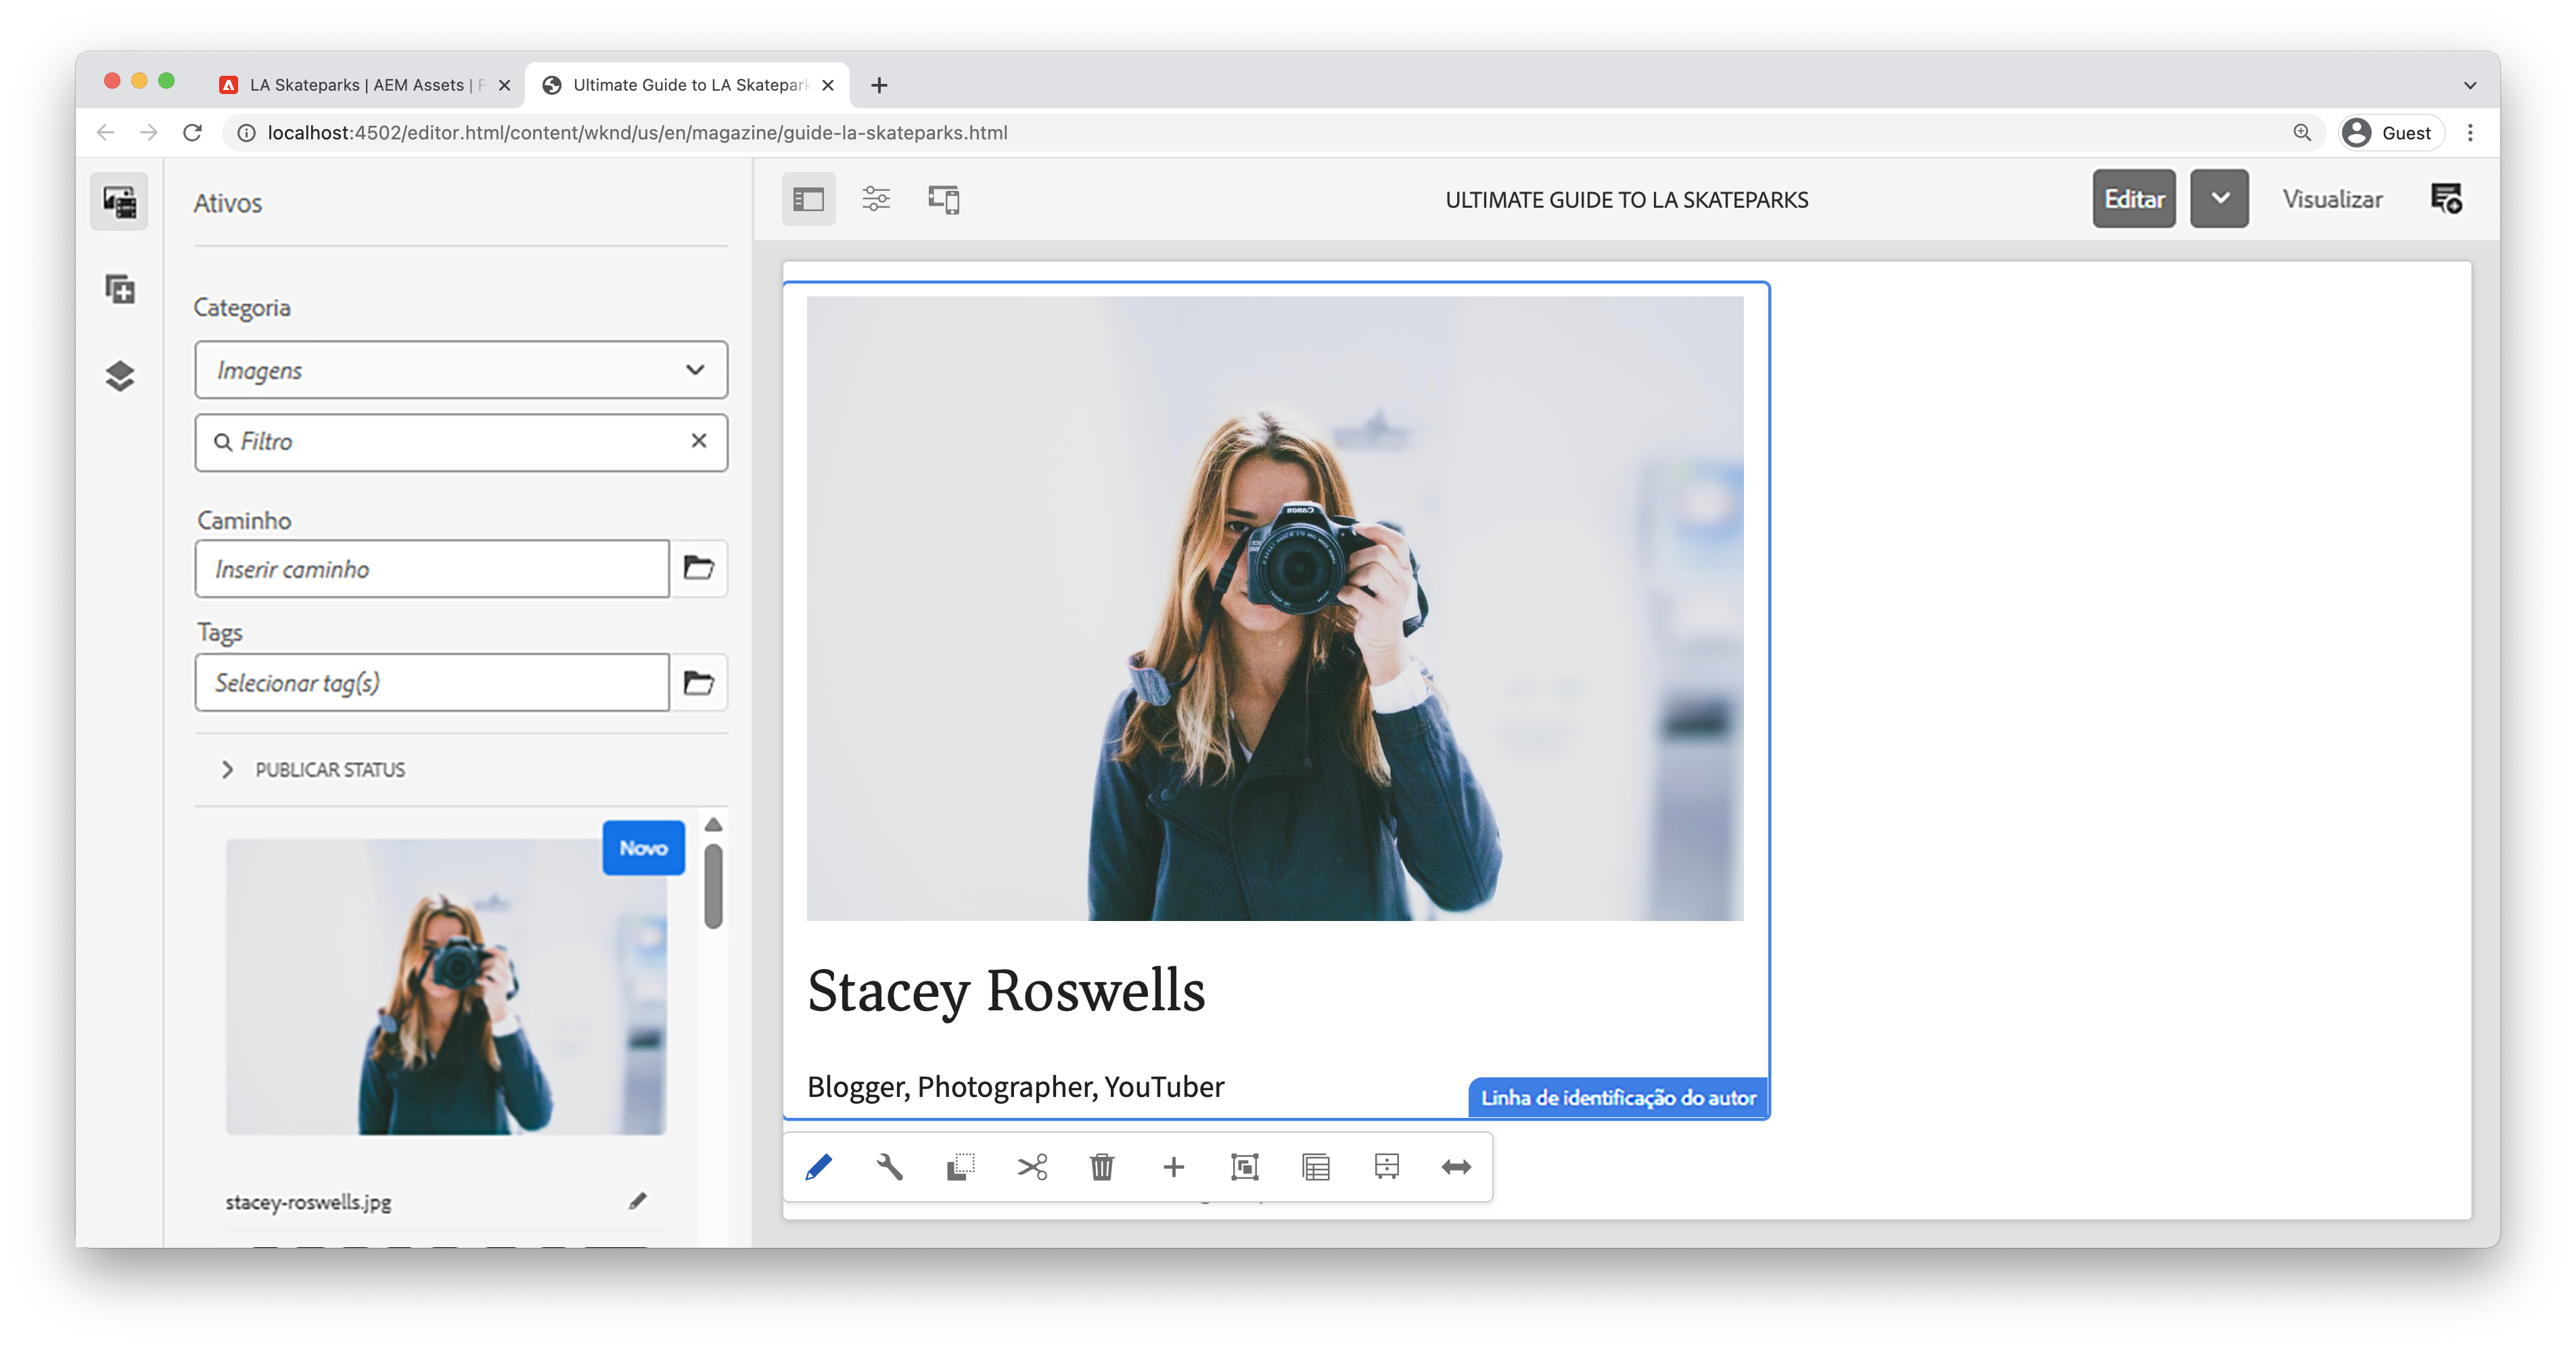 LA Skateparks | AEM Assets |
Ultimate Guide to LA Skatepark
localhost:4502/editor.html/content/wknd/us/en/magazine/guide-la-skateparks.html
Guest
Ativos
ULTIMATE GUIDE TO LA SKATEPARKS
Editar
Visualizar
Categoria
Imagens
Filtro
Caminho
Inserir caminho
Tags
Selecionar tag(s)
PUBLICAR STATUS
Novo
stacey-roswells.jpg
Canon
Stacey Roswells
Blogger, Photographer, YouTuber
Linha de identificação do autor